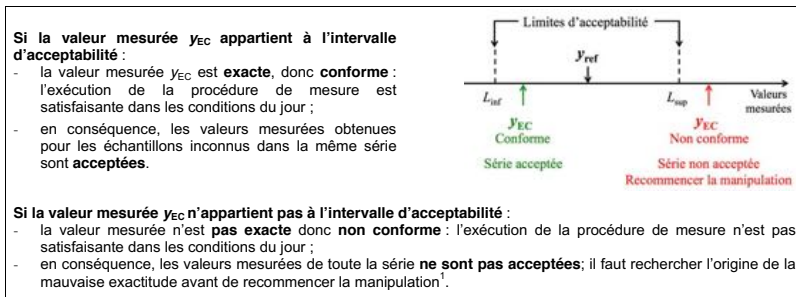 Si la valeur mesurée yEC appartient à l'intervalle
d'acceptabilité :
- la valeur mesurée yEC est exacte, donc conforme :
l'exécution de la procédure de mesure est
satisfaisante dans les conditions du jour ;
- en conséquence, les valeurs mesurées obtenues
pour les échantillons inconnus dans la même série
sont acceptées.
Limites d'acceptabilité
yref
Linf
Lsup
Valeurs
mesurées
yEC
Conforme
Série acceptée
yEC
Non conforme
Série non acceptée
Recommencer la manipulation
Si la valeur mesurée yEC n'appartient pas à l'intervalle d'acceptabilité :
- la valeur mesurée n'est pas exacte donc non conforme : l'exécution de la procédure de mesure n'est pas
satisfaisante dans les conditions du jour ;
- en conséquence, les valeurs mesurées de toute la série ne sont pas acceptées; il faut rechercher l'origine de la
mauvaise exactitude avant de recommencer la manipulation¹.